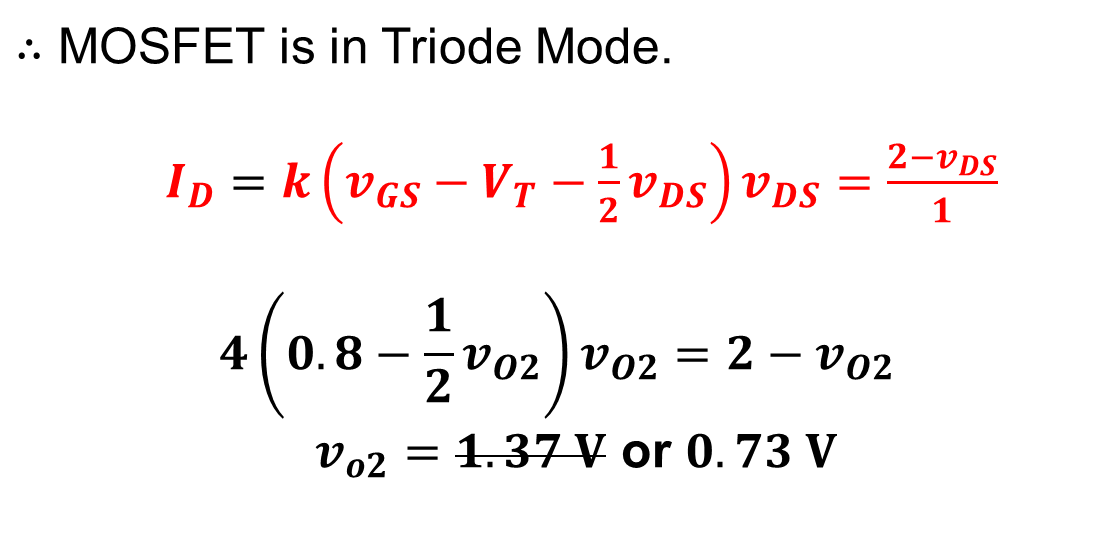 ∴ MOSFET is in Triode Mode.
I_D = k(v_GS − V_T − ½v_DS)v_DS = (2−v_DS)/1
4(0.8 − ½v_O2)v_O2 = 2 − v_O2
v_o2 = 1.37 V or 0.73 V